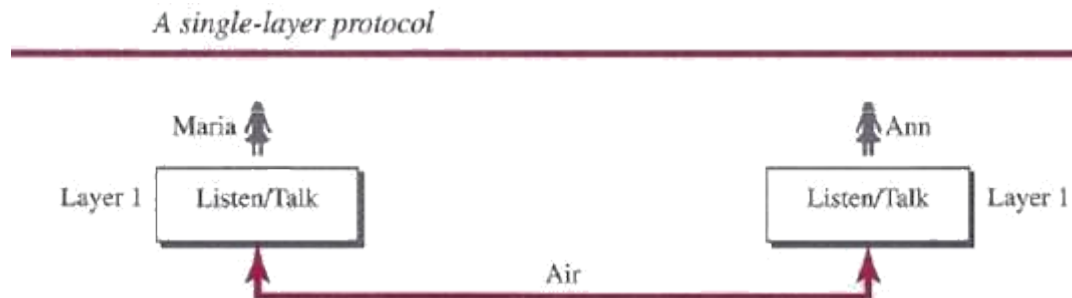 A single-layer protocol
Maria
Ann
Layer 1
Listen/Talk
Listen/Talk
Layer 1
Air